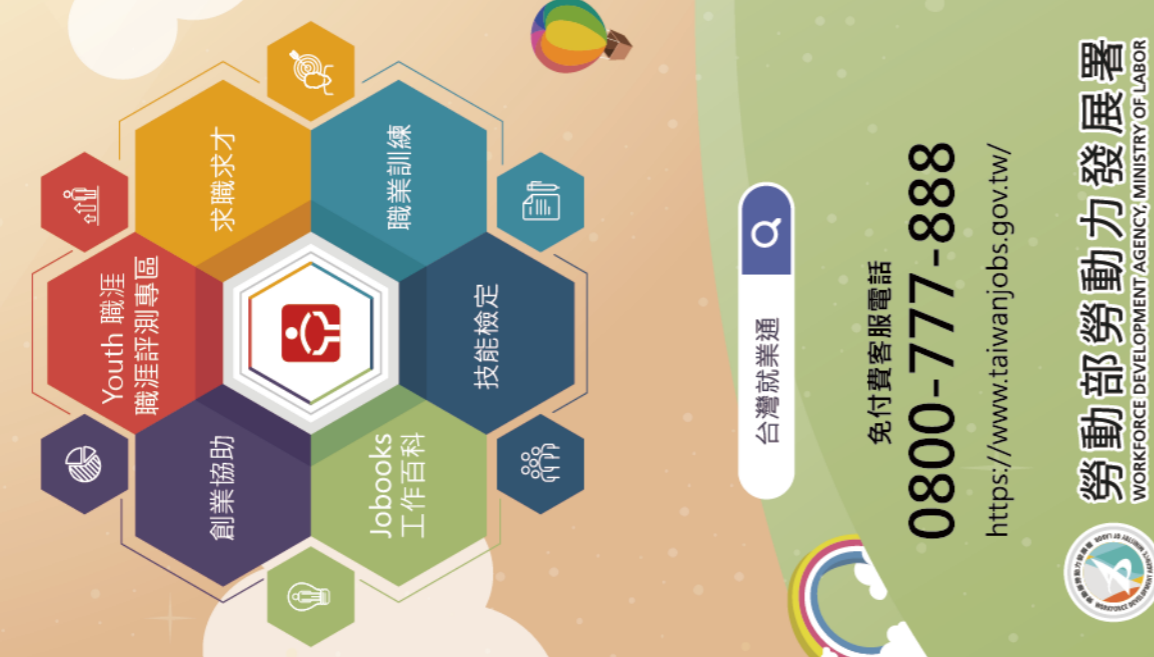 Youth 職涯
職涯評測專區
求職求才
創業協助
職業訓練
Jobooks
工作百科
技能檢定
台灣就業通
免付費客服電話
0800-777-888
https://www.taiwanjobs.gov.tw/
勞動部勞動力發展署
WORKFORCE DEVELOPMENT AGENCY, MINISTRY OF LABOR